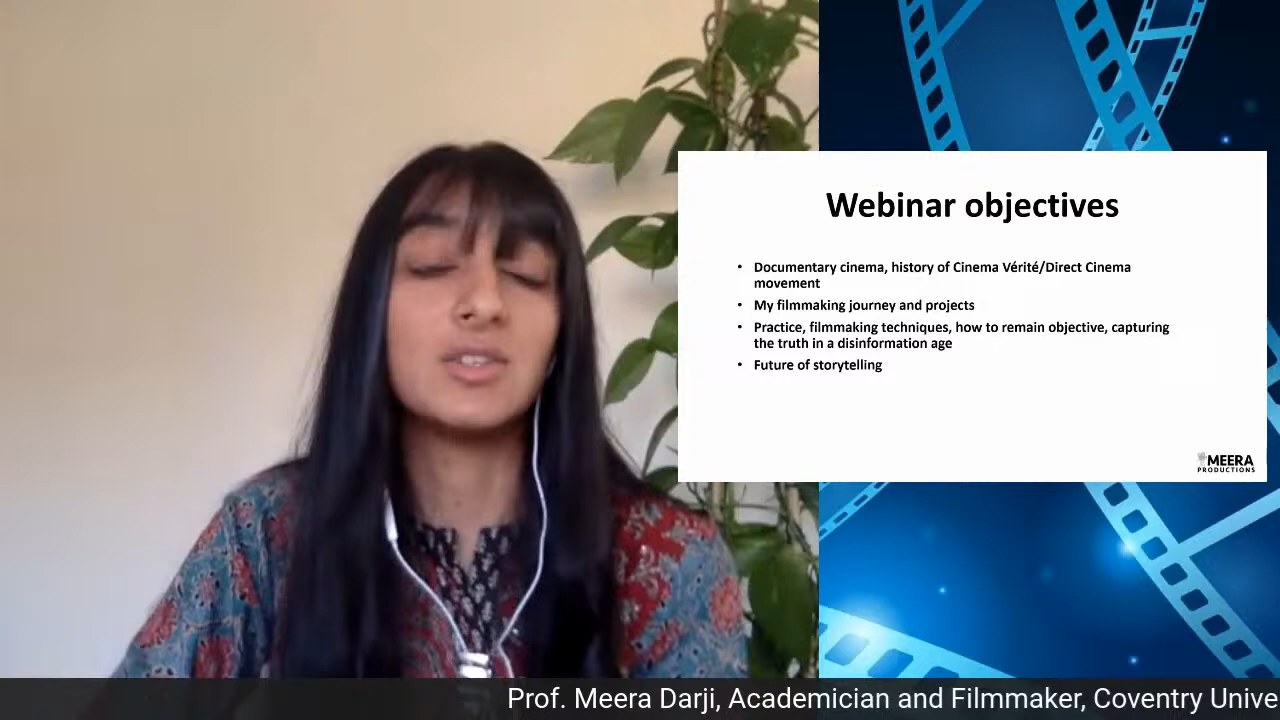 Webinar objectives
• Documentary cinema, history of Cinema Vérité/Direct Cinema
movement
• My filmmaking journey and projects
• Practice, filmmaking techniques, how to remain objective, capturing
the truth in a disinformation age
• Future of storytelling
MEERA
PRODUCTIONS
Prof. Meera Darji, Academician and Filmmaker, Coventry Unive